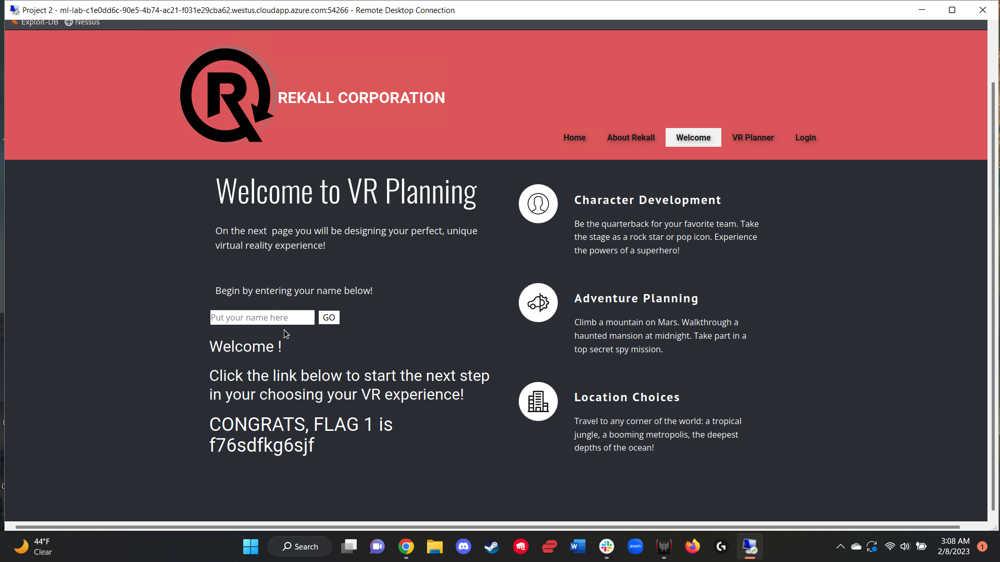 Project 2 - ml-lab-c1e0dd6c-90e5-4b74-ac21-f031e29cba62.westus.cloudapp.azure.com:54266 - Remote Desktop Connection
Exploit-DB Nessus
R
REKALL CORPORATION
Home About Rekall Welcome VR Planner Login
Welcome to VR Planning
On the next page you will be designing your perfect, unique
virtual reality experience!
Begin by entering your name below!
Put your name here GO
Welcome !
Click the link below to start the next step
in your choosing your VR experience!
CONGRATS, FLAG 1 is
f76sdfkg6sjf
Character Development
Be the quarterback for your favorite team. Take
the stage as a rock star or pop icon. Experience
the powers of a superhero!
Adventure Planning
Climb a mountain on Mars. Walkthrough a
haunted mansion at midnight. Take part in a
top secret spy mission.
Location Choices
Travel to any corner of the world: a tropical
jungle, a booming metropolis, the deepest
depths of the ocean!
44°F
Clear
Search
W
zoom
G
3:08 AM
2/8/2023
1